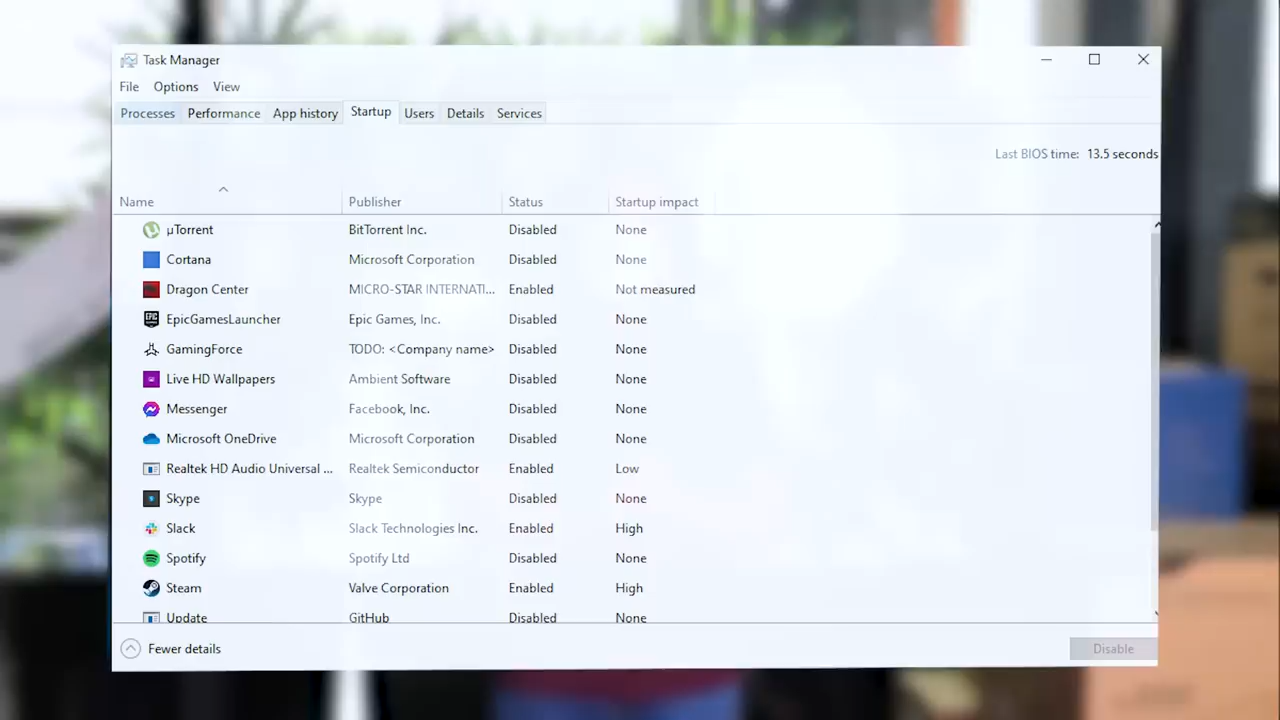 Task Manager
File Options View
Processes Performance App history Startup Users Details Services
Last BIOS time: 13.5 seconds
Name Publisher Status Startup impact
µTorrent BitTorrent Inc. Disabled None
Cortana Microsoft Corporation Disabled None
Dragon Center MICRO-STAR INTERNATI... Enabled Not measured
EPIC GAMES EpicGamesLauncher Epic Games, Inc. Disabled None
GamingForce TODO: <Company name> Disabled None
Live HD Wallpapers Ambient Software Disabled None
Messenger Facebook, Inc. Disabled None
Microsoft OneDrive Microsoft Corporation Disabled None
Realtek HD Audio Universal ... Realtek Semiconductor Enabled Low
Skype Skype Disabled None
Slack Slack Technologies Inc. Enabled High
Spotify Spotify Ltd Disabled None
Steam Valve Corporation Enabled High
Update GitHub Disabled None
Fewer details Disable